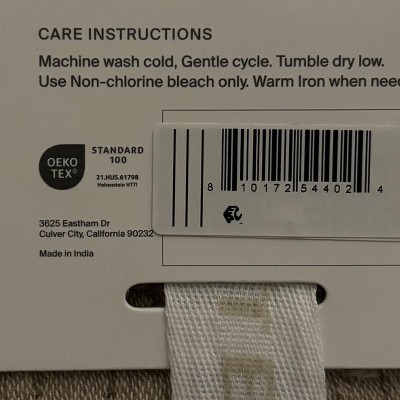 CARE INSTRUCTIONS
Machine wash cold, Gentle cycle. Tumble dry low.
Use Non-chlorine bleach only. Warm Iron when
OEKO
TEX®
STANDARD
100
21.HUS.61798
Hohenstein HTTI
8 10172 54402 4
3625 Eastham Dr
Culver City, California 90232
Made in India